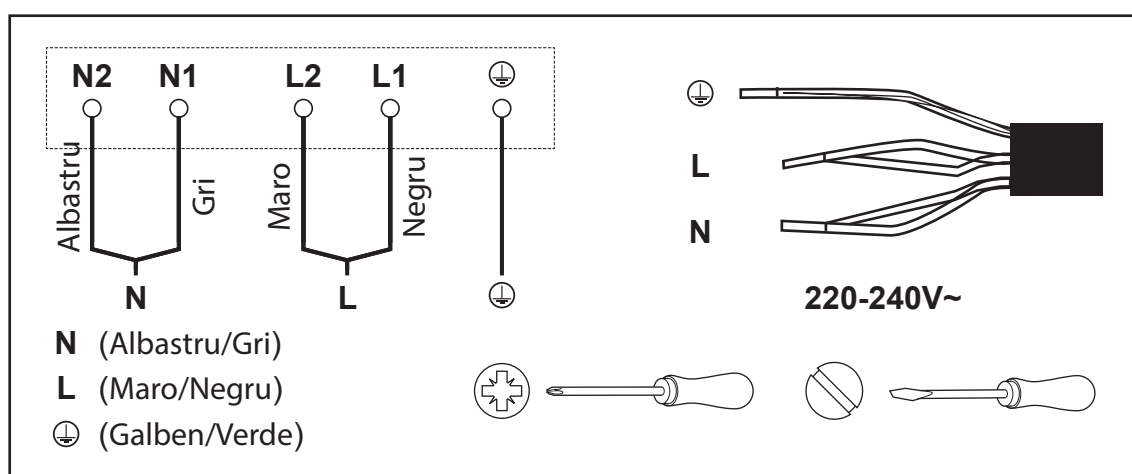 N2 N1 L2 L1
Albastru
Gri
Maro
Negru
N L
N (Albastru/Gri)
L (Maro/Negru)
(Galben/Verde)
L
N
220-240V~